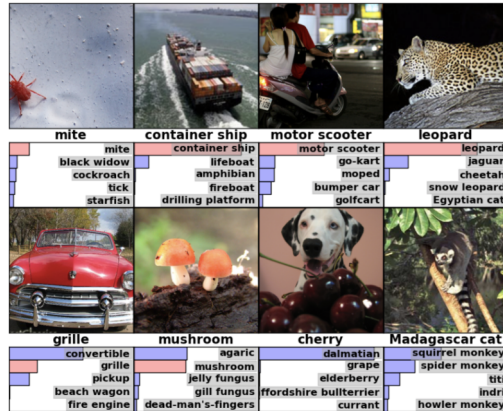 mite
container ship
motor scooter
leopard
mite
black widow
cockroach
tick
starfish
container ship
lifeboat
amphibian
fireboat
drilling platform
motor scooter
go-kart
moped
bumper car
golfcart
leopard
jaguar
cheetah
snow leopard
Egyptian cat
grille
mushroom
cherry
Madagascar cat
convertible
grille
pickup
beach wagon
fire engine
agaric
mushroom
jelly fungus
gill fungus
dead-man's-fingers
dalmatian
grape
elderberry
ffordshire bullterrier
currant
squirrel monkey
spider monkey
titi
indri
howler monkey